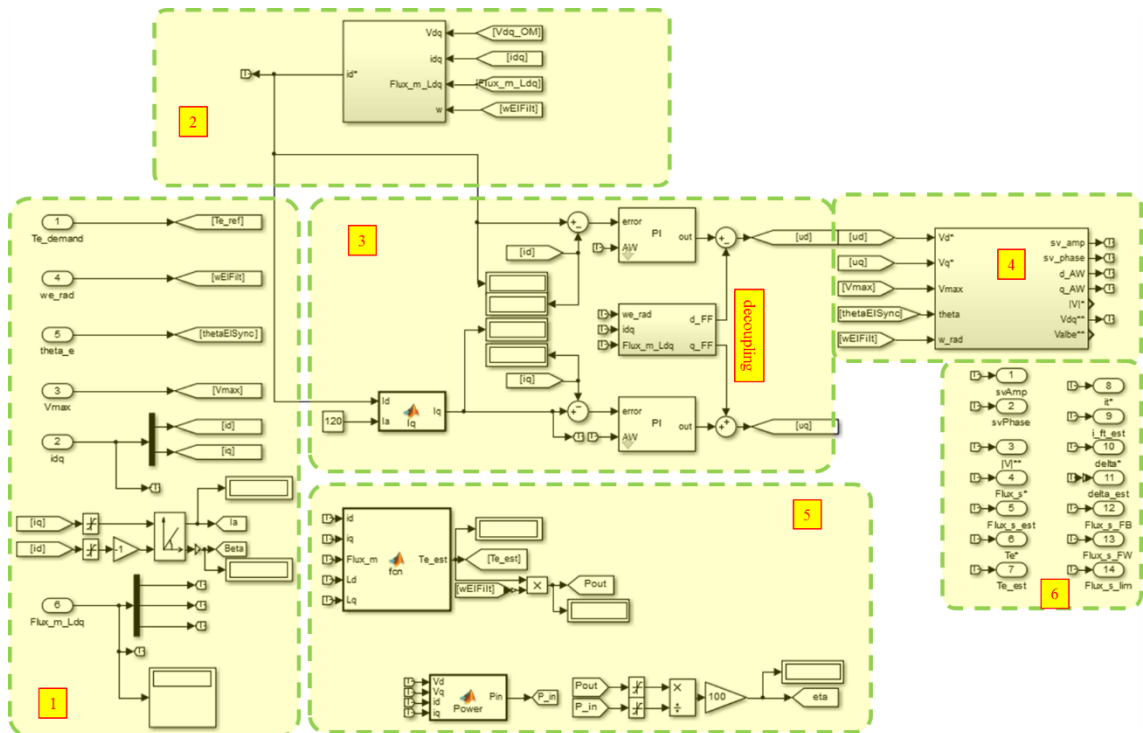 Vdq
[Vdq_OM]
idq
[idq]
id*
Flux_m_Ldq
[Flux_m_Ldq]
w
[wElFilt]
2
1
Te_demand
[Te_ref]
4
we_rad
[wElFilt]
5
theta_e
[thetaElSync]
3
Vmax
[Vmax]
2
idq
[id]
[iq]
[iq]
Ia
[id]
-1
Beta
6
Flux_m_Ldq
1
3
error
PI
out
AW
[id]
we_rad
idq
Flux_m_Ldq
d_FF
q_FF
decoupling
[iq]
Id
Ia
Iq
Iq
120
error
PI
out
AW
[ud]
[uq]
[ud]
[uq]
[Vmax]
[thetaElSync]
[wElFilt]
Vd*
Vq*
Vmax
theta
w_rad
4
sv_amp
sv_phase
d_AW
q_AW
|V|*
Vdq**
Valbe**
5
id
iq
Flux_m
Ld
Lq
fcn
Te_est
[Te_est]
[wElFilt]
×
Pout
Vd
Vq
id
iq
Power
Pin
P_in
Pout
P_in
×
÷
100
eta
1
svAmp
2
svPhase
3
|V|**
4
Flux_s*
5
Flux_s_est
6
Te*
7
Te_est
8
it*
9
i_ft_est
10
delta*
11
delta_est
12
Flux_s_FB
13
Flux_s_FW
14
Flux_s_lim
6